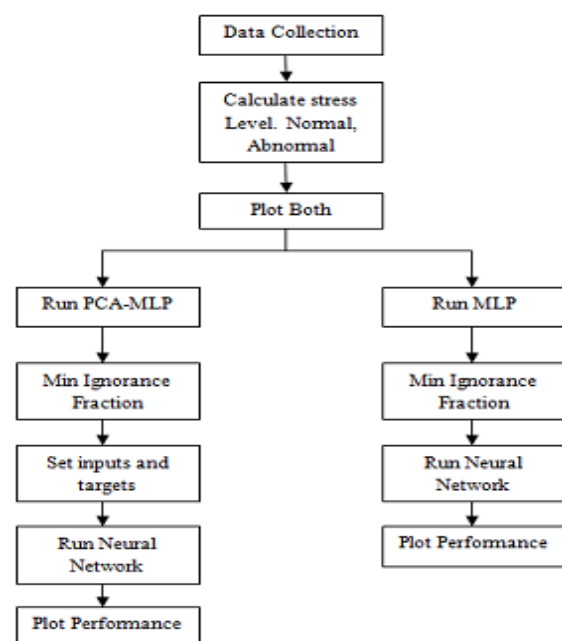 Data Collection
Calculate stress
Level. Normal,
Abnormal
Plot Both
Run PCA-MLP
Min Ignorance
Fraction
Set inputs and
targets
Run Neural
Network
Plot Performance
Run MLP
Min Ignorance
Fraction
Run Neural
Network
Plot Performance